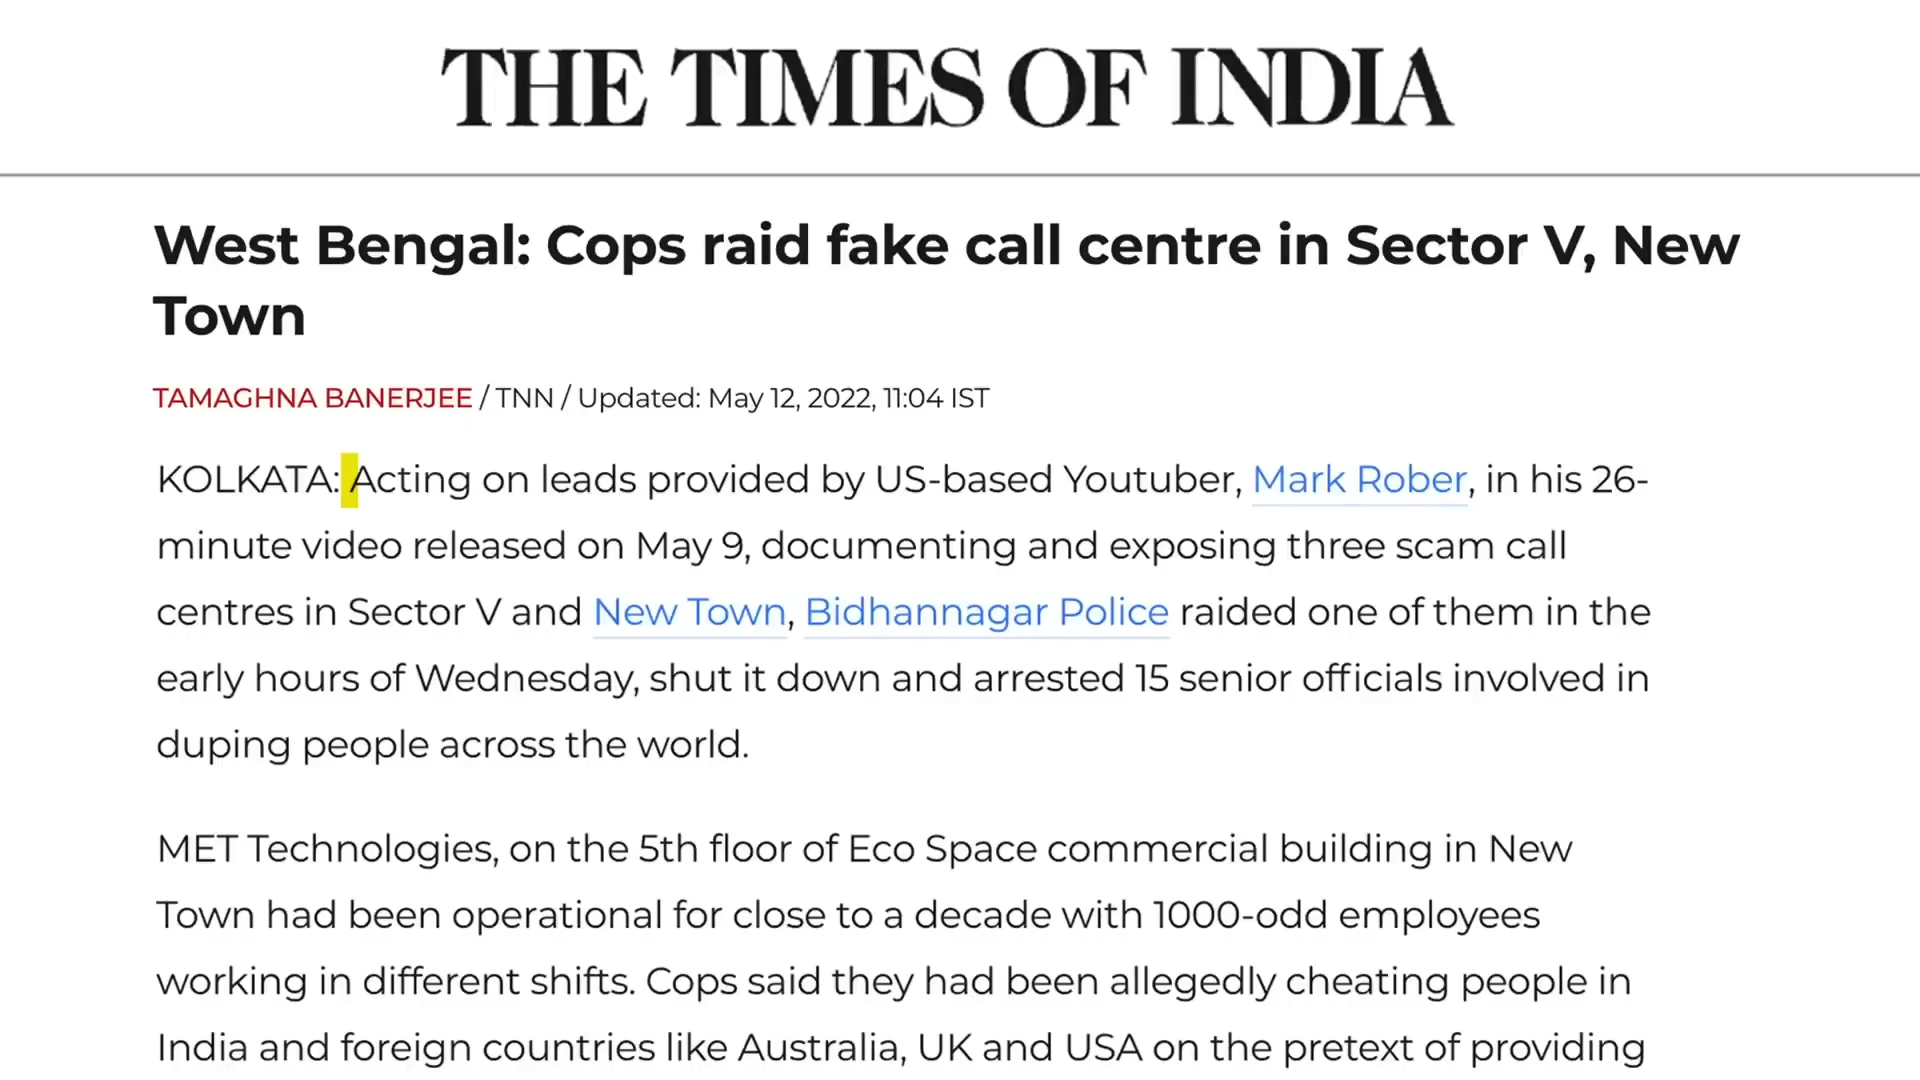 THE TIMES OF INDIA
West Bengal: Cops raid fake call centre in Sector V, New
Town
TAMAGHNA BANERJEE / TNN / Updated: May 12, 2022, 11:04 IST
KOLKATA: Acting on leads provided by US-based Youtuber, Mark Rober, in his 26-
minute video released on May 9, documenting and exposing three scam call
centres in Sector V and New Town, Bidhannagar Police raided one of them in the
early hours of Wednesday, shut it down and arrested 15 senior officials involved in
duping people across the world.
MET Technologies, on the 5th floor of Eco Space commercial building in New
Town had been operational for close to a decade with 1000-odd employees
working in different shifts. Cops said they had been allegedly cheating people in
India and foreign countries like Australia, UK and USA on the pretext of providing